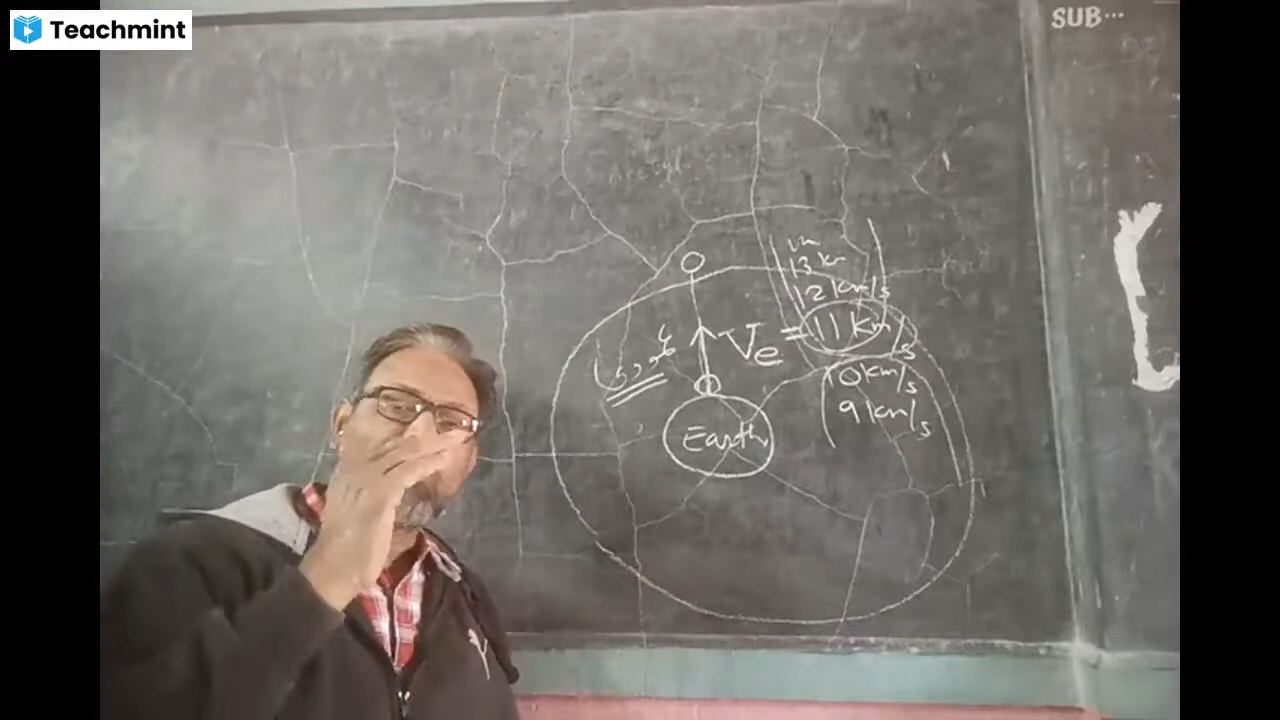 Teachmint
SUB...
13 km
12 km/s
Ve = 11 km/s
10 km/s
9 km/s
Earth